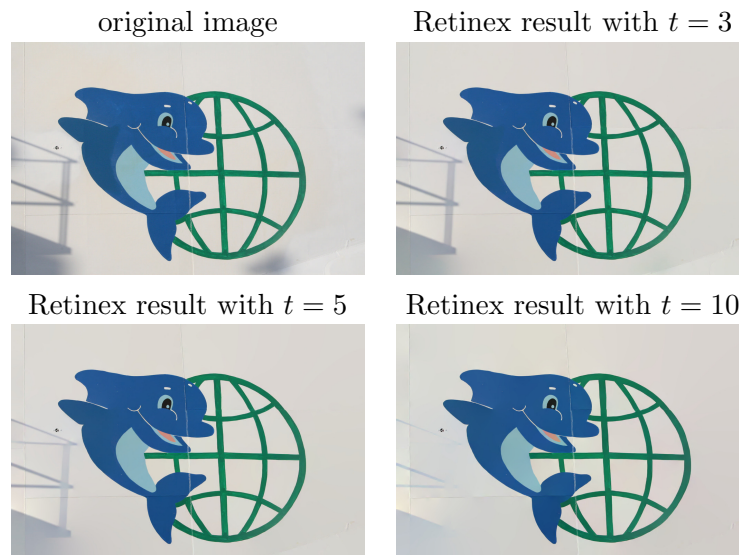 original image
Retinex result with $t = 3$
Retinex result with $t = 5$
Retinex result with $t = 10$